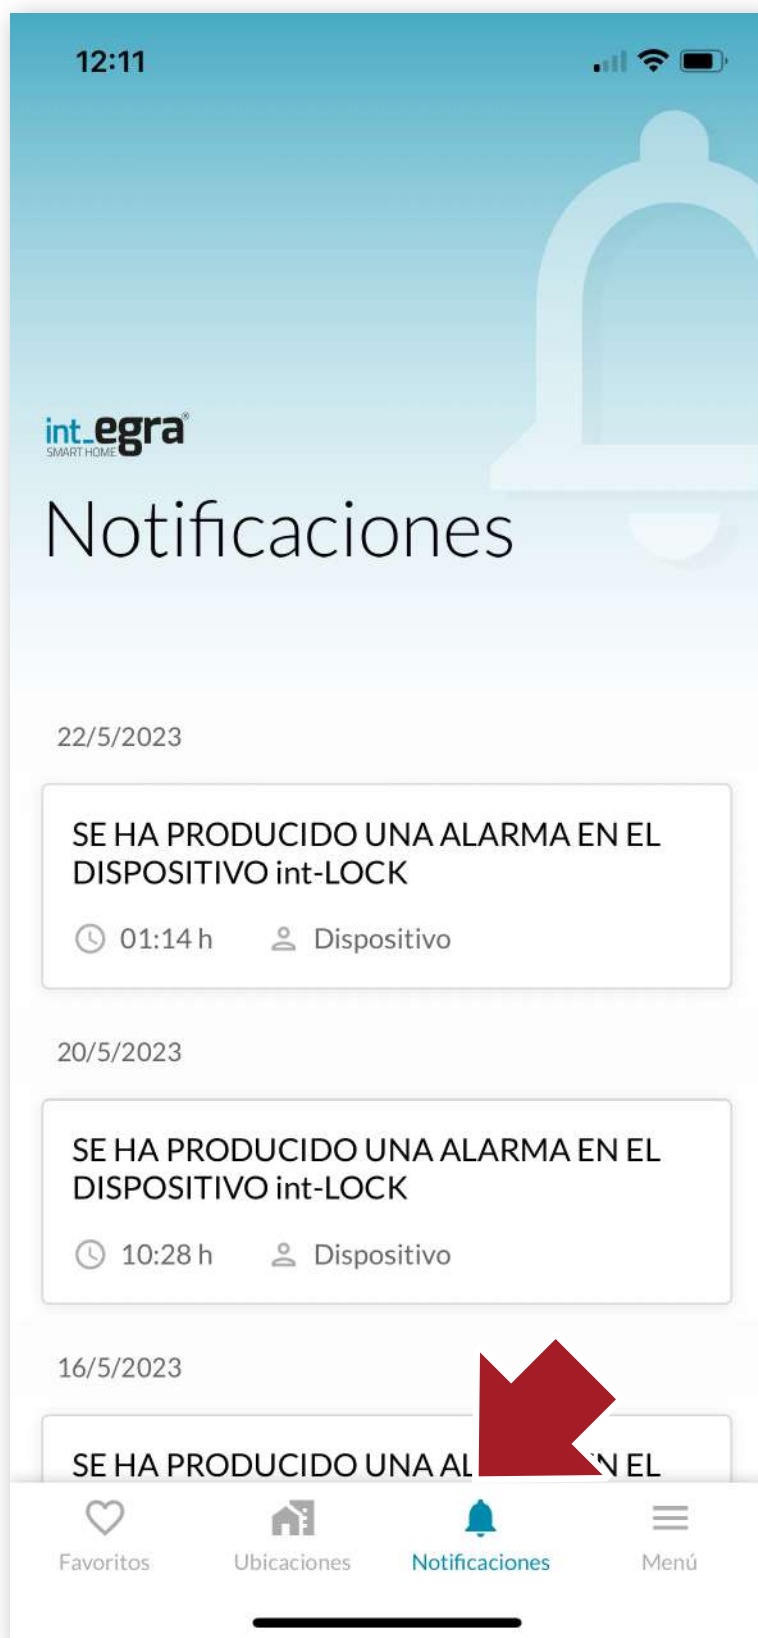 12:11
int_egra®
SMART HOME
Notificaciones
22/5/2023
SE HA PRODUCIDO UNA ALARMA EN EL
DISPOSITIVO int-LOCK
01:14 h Dispositivo
20/5/2023
SE HA PRODUCIDO UNA ALARMA EN EL
DISPOSITIVO int-LOCK
10:28 h Dispositivo
16/5/2023
SE HA PRODUCIDO UNA AL N EL
Favoritos Ubicaciones Notificaciones Menú